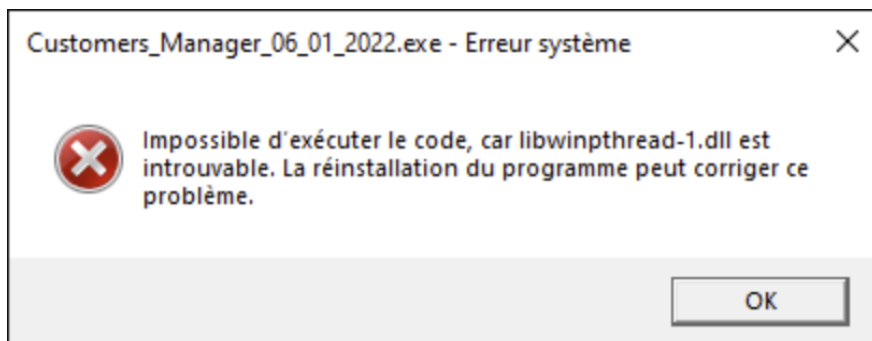 Customers_Manager_06_01_2022.exe - Erreur système
Impossible d'exécuter le code, car libwinpthread-1.dll est
introuvable. La réinstallation du programme peut corriger ce
problème.
OK